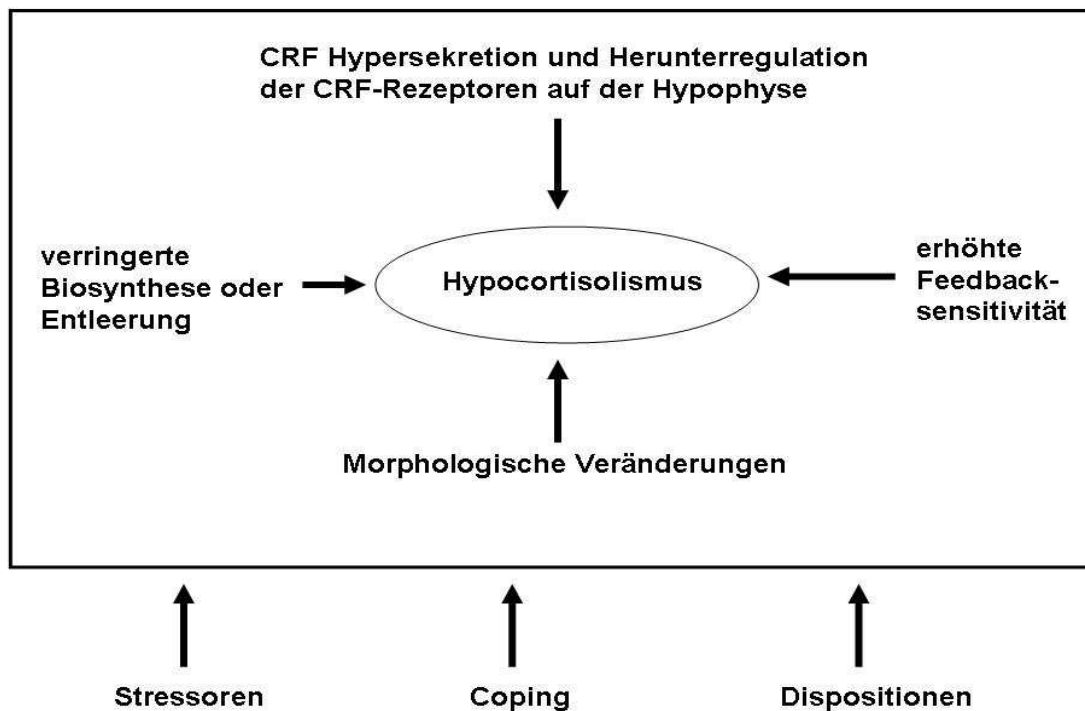 CRF Hypersekretion und Herunterregulation
der CRF-Rezeptoren auf der Hypophyse
verringerte
Biosynthese oder
Entleerung
Hypocortisolismus
erhöhte
Feedback-
sensitivität
Morphologische Veränderungen
Stressoren
Coping
Dispositionen